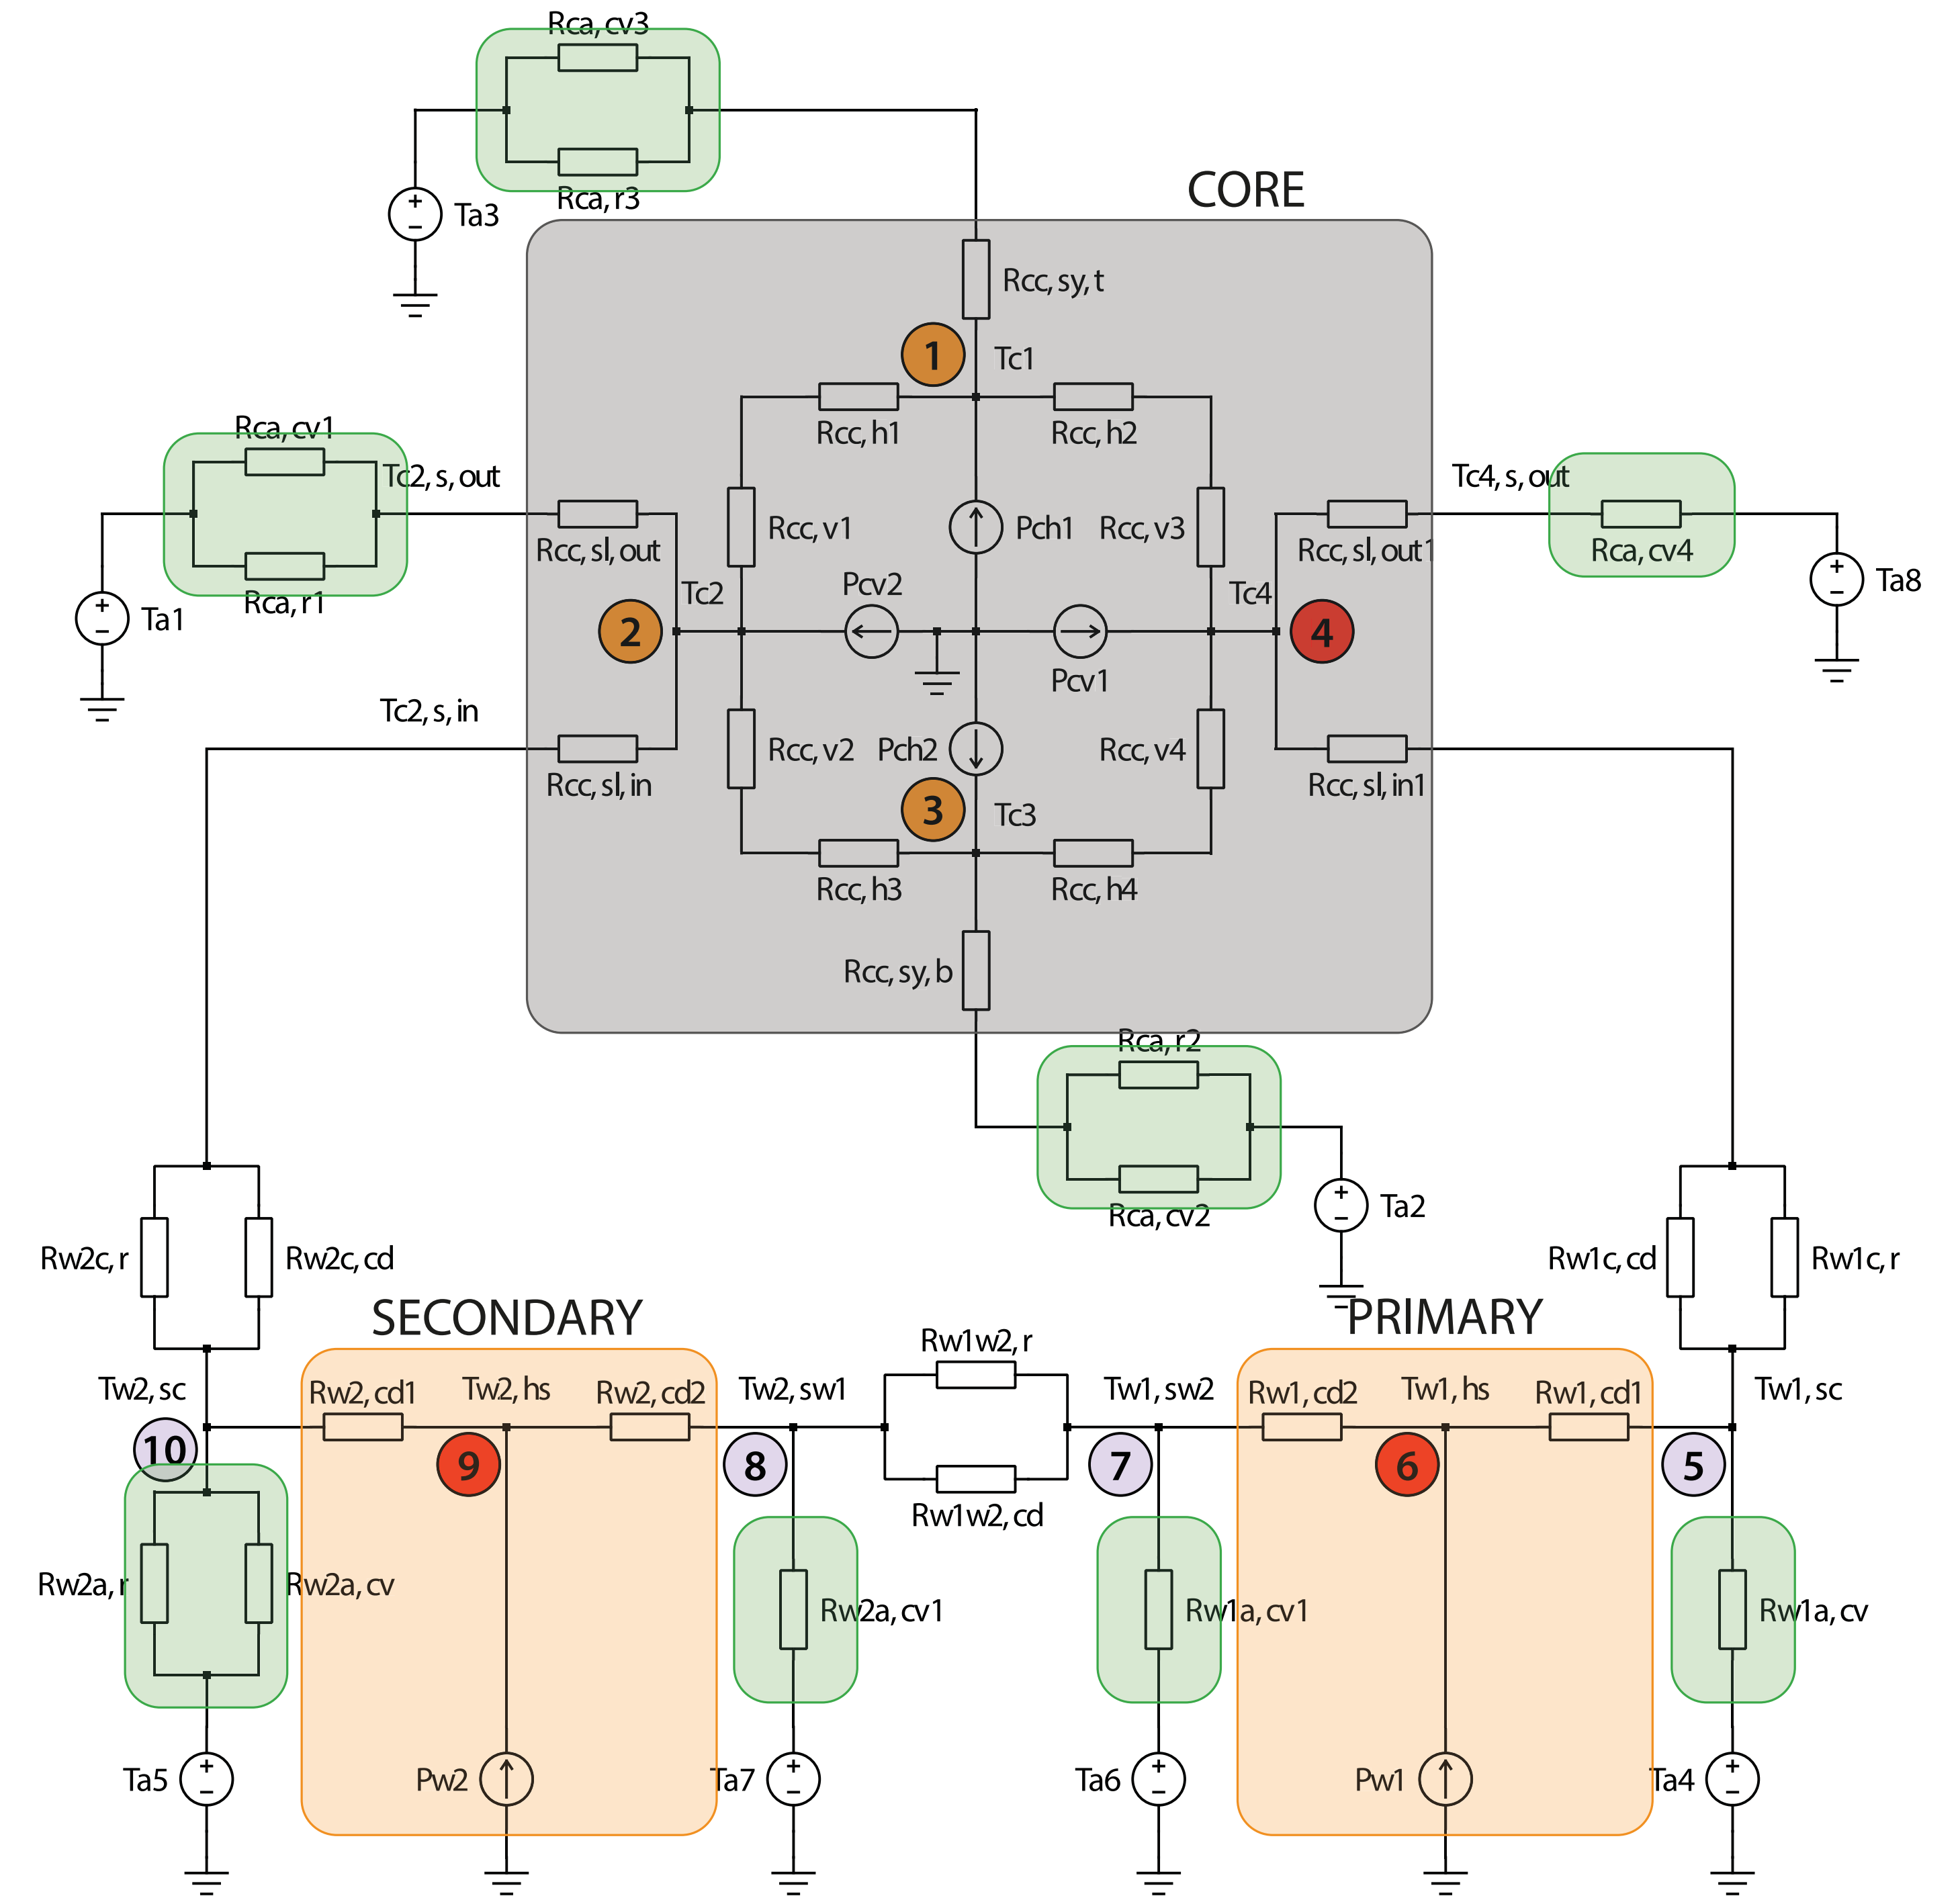 Rca, cv3
Rca, r3
Ta3
CORE
Rcc, sy, t
1
Tc1
Rcc, h1
Rcc, h2
Rca, cv1
Tc2, s, out
Tc4, s, out
Rcc, sl, out
Rcc, v1
Pch1
Rcc, v3
Rcc, sl, out1
Rca, cv4
Rca, r1
Ta1
Tc2
Pcv2
Tc4
Ta8
2
4
Pcv1
Tc2, s, in
Rcc, sl, in
Rcc, v2
Pch2
Rcc, v4
Rcc, sl, in1
3
Tc3
Rcc, h3
Rcc, h4
Rcc, sy, b
Rca, r2
Rca, cv2
Ta2
Rw2c, r
Rw2c, cd
Rw1c, cd
Rw1c, r
SECONDARY
PRIMARY
Rw1w2, r
Tw2, sc
Rw2, cd1
Tw2, hs
Rw2, cd2
Tw2, sw1
Tw1, sw2
Rw1, cd2
Tw1, hs
Rw1, cd1
Tw1, sc
10
9
8
7
6
5
Rw1w2, cd
Rw2a, r
Rw2a, cv
Rw2a, cv1
Rw1a, cv1
Rw1a, cv
Ta5
Pw2
Ta7
Ta6
Pw1
Ta4